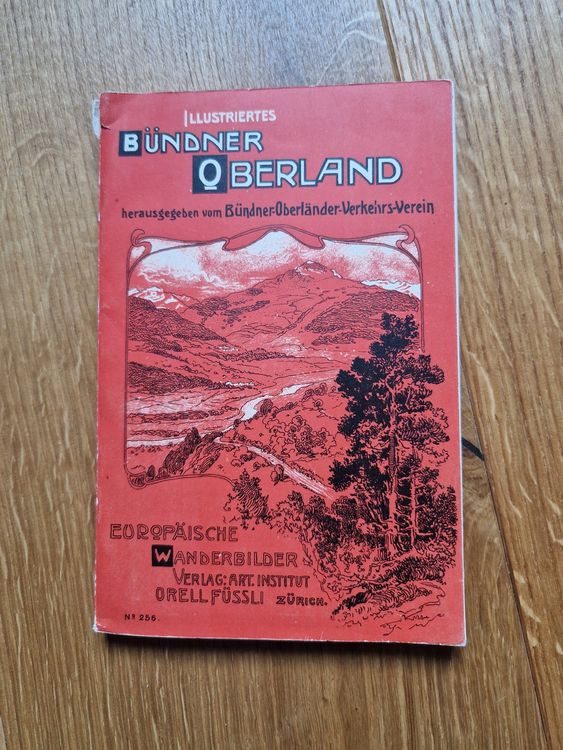 ILLUSTRIERTES
BÜNDNER
OBERLAND
herausgegeben vom Bündner-Oberländer-Verkehrs-Verein
EUROPÄISCHE
WANDERBILDER
VERLAG: ART. INSTITUT
ORELL FÜSSLI ZÜRICH.
Nº 256.